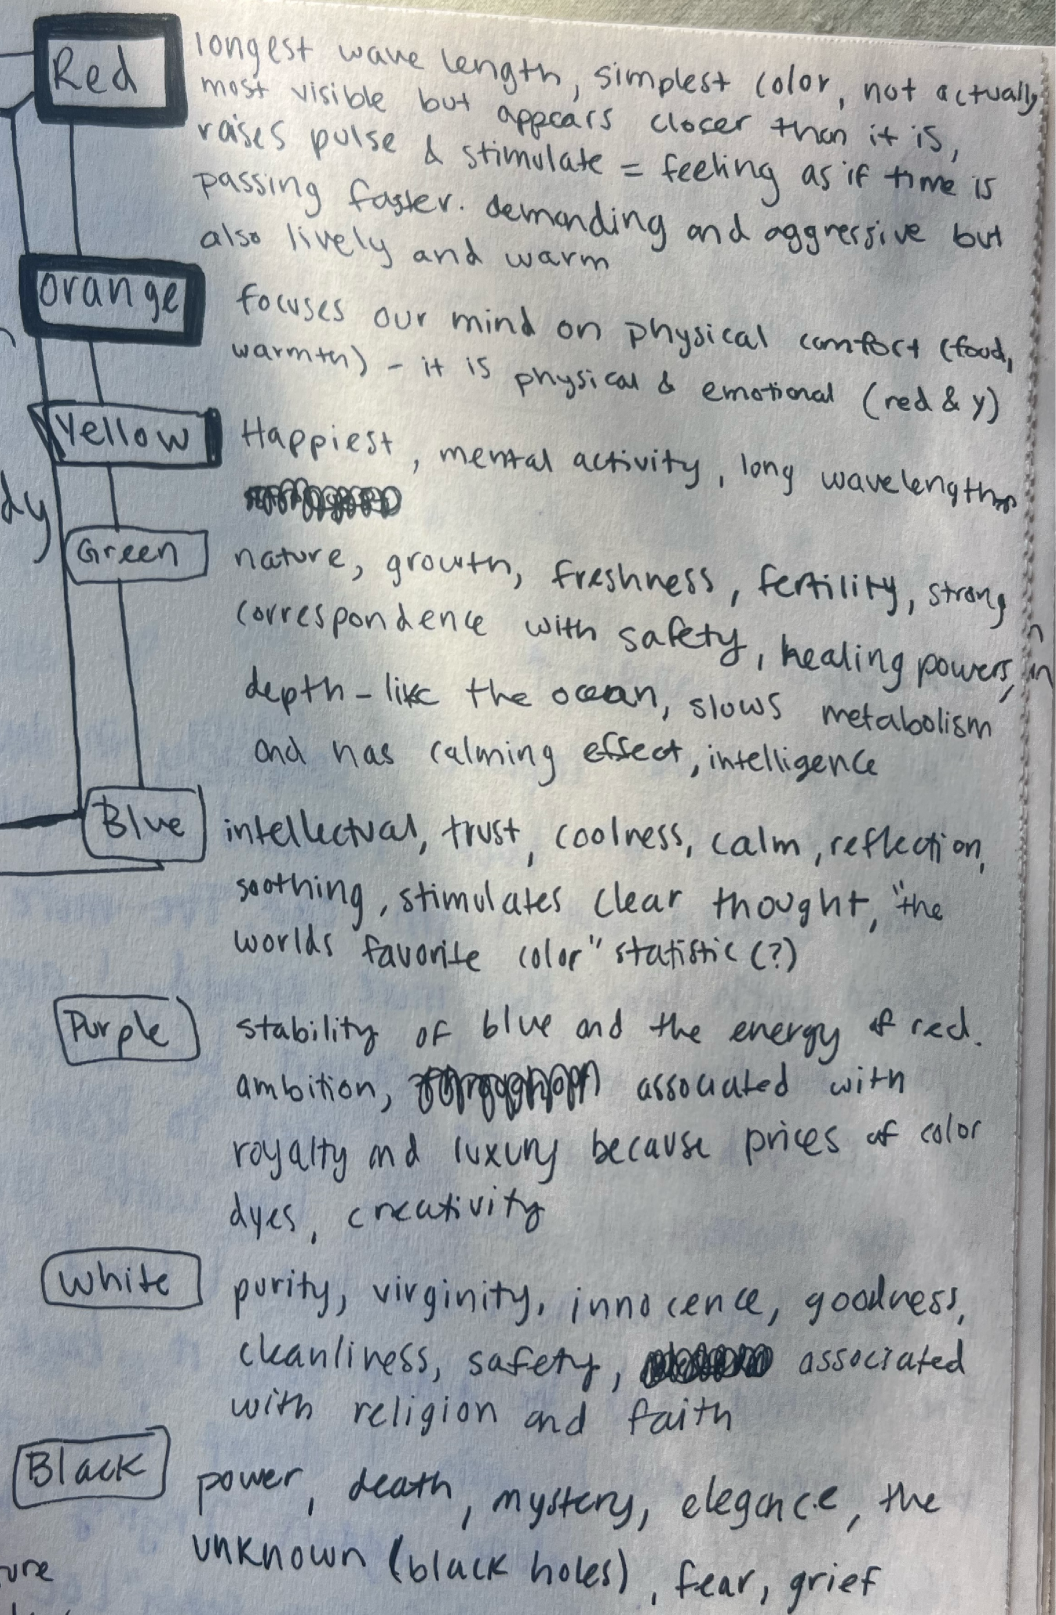 Red
longest wave length, simplest color, not actually
most visible but appears closer than it is,
raises pulse & stimulate = feeling as if time is
passing faster. demanding and aggressive but
also lively and warm
orange
focuses our mind on physical comfort (food,
warmth) - it is physical & emotional (red & y)
Yellow
Happiest, mental activity, long wavelength
dy
Green
nature, growth, freshness, fertility, strong
correspondence with safety, healing powers, in
depth - like the ocean, slows metabolism
and has calming effect, intelligence
Blue
intellectual, trust, coolness, calm, reflection,
soothing, stimulates clear thought, "the
worlds favorite color" statistic (?)
Purple
stability of blue and the energy of red.
ambition, associated with
royalty and luxury because prices of color
dyes, creativity
White
purity, virginity, innocence, goodness,
cleanliness, safety, associated
with religion and faith
Black
power, death, mystery, elegance, the
unknown (black holes), fear, grief
ure